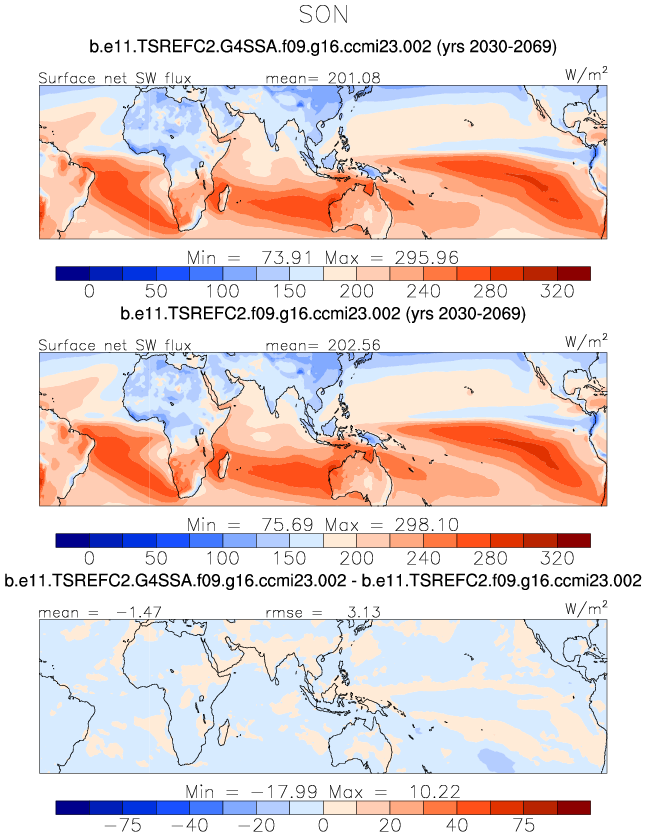 SON
b.e11.TSREFC2.G4SSA.f09.g16.ccmi23.002 (yrs 2030-2069)
Surface net SW flux mean= 201.08 W/m²
Min = 73.91 Max = 295.96
0 50 100 150 200 240 280 320
b.e11.TSREFC2.f09.g16.ccmi23.002 (yrs 2030-2069)
Surface net SW flux mean= 202.56 W/m²
Min = 75.69 Max = 298.10
0 50 100 150 200 240 280 320
b.e11.TSREFC2.G4SSA.f09.g16.ccmi23.002 - b.e11.TSREFC2.f09.g16.ccmi23.002
mean = −1.47 rmse = 3.13 W/m²
Min = −17.99 Max = 10.22
−75 −40 −20 0 20 40 75